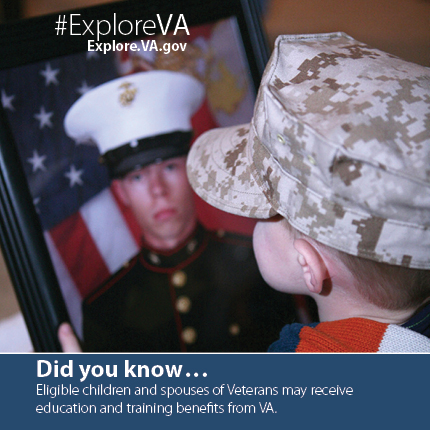 #ExploreVA
Explore.VA.gov
Did you know...
Eligible children and spouses of Veterans may receive
education and training benefits from VA.